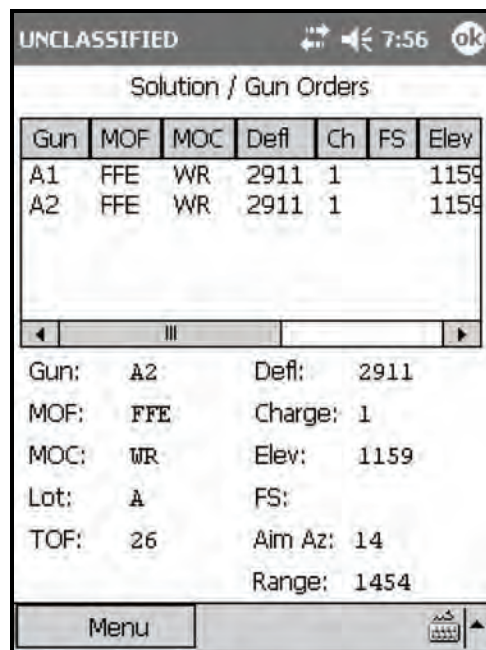 UNCLASSIFIED 7:56 ok
Solution / Gun Orders
Gun MOF MOC Defl Ch FS Elev
A1 FFE WR 2911 1 1159
A2 FFE WR 2911 1 1159
Gun: A2 Defl: 2911
MOF: FFE Charge: 1
MOC: WR Elev: 1159
Lot: A FS:
TOF: 26 Aim Az: 14
Range: 1454
Menu